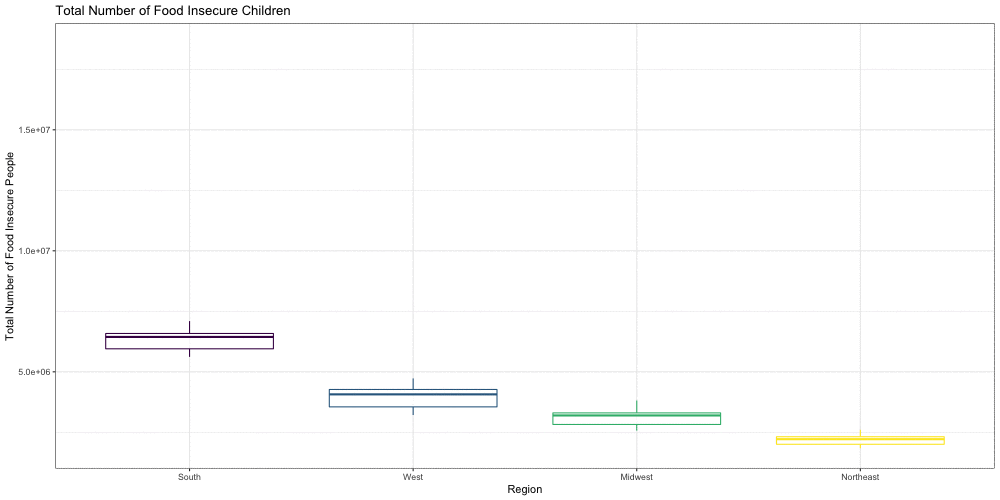 Total Number of Food Insecure Children
Total Number of Food Insecure People
1.5e+07
1.0e+07
5.0e+06
South West Midwest Northeast
Region